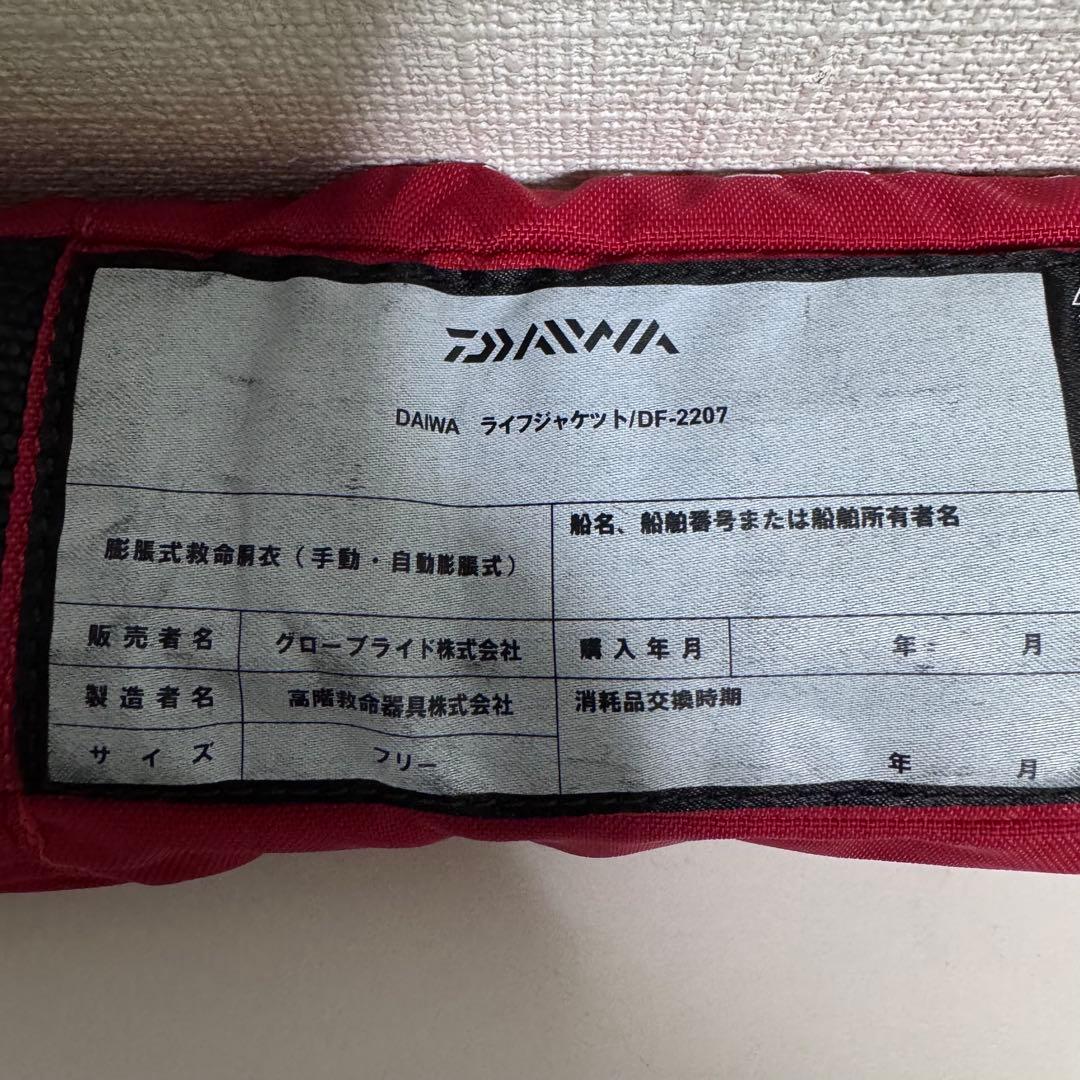 DAIWA
DAIWA ライフジャケット/DF-2207
膨脹式救命胴衣(手動・自動膨脹式)
船名、船舶番号または船舶所有者名
販売者名 グローブライド株式会社
購入年月 年 月
製造者名 高階救命器具株式会社
消耗品交換時期
年 月
サイズ フリー